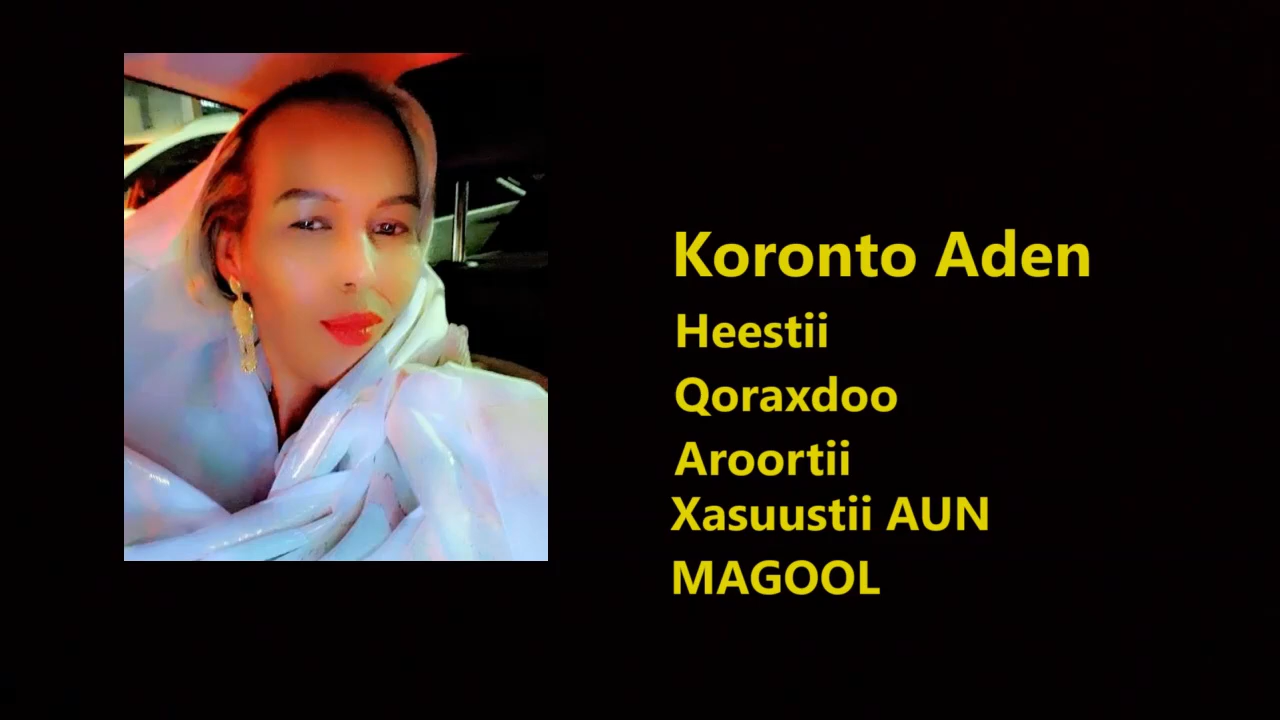 Koronto Aden
Heestii
Qoraxdoo
Aroortii
Xasuustii AUN
MAGOOL